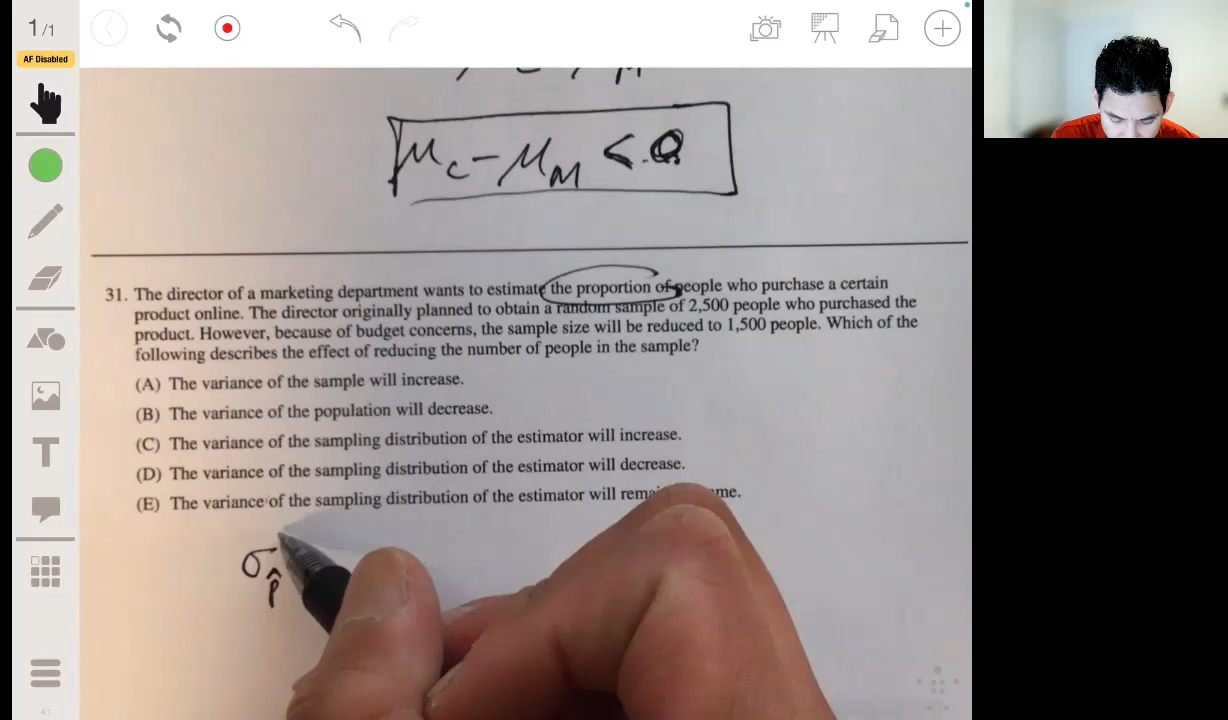 1/1
AF Disabled
μC - μM < 0
31. The director of a marketing department wants to estimate the proportion of people who purchase a certain
product online. The director originally planned to obtain a random sample of 2,500 people who purchased the
product. However, because of budget concerns, the sample size will be reduced to 1,500 people. Which of the
following describes the effect of reducing the number of people in the sample?
(A) The variance of the sample will increase.
(B) The variance of the population will decrease.
(C) The variance of the sampling distribution of the estimator will increase.
(D) The variance of the sampling distribution of the estimator will decrease.
(E) The variance of the sampling distribution of the estimator will
σp̂
T